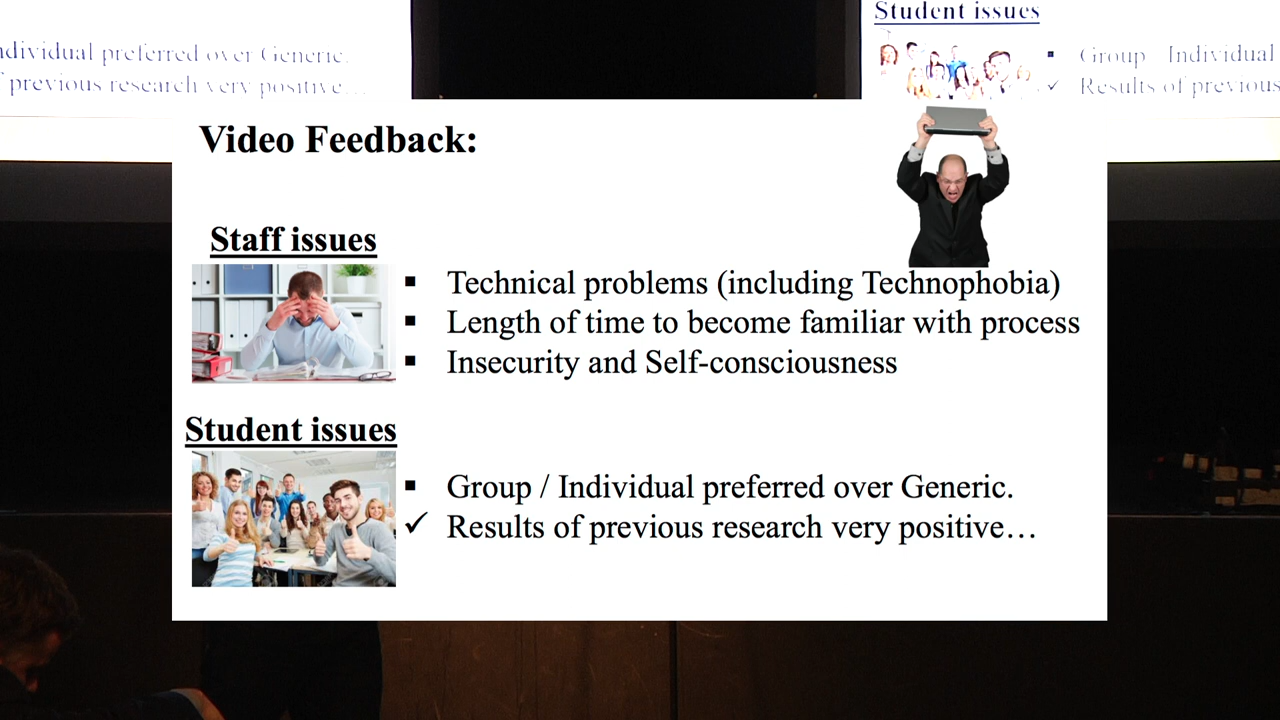 ndividual preferred over Generic.
f previous research very positive…
Student issues
Group Individual
Results of previous
Video Feedback:
Staff issues
Technical problems (including Technophobia)
Length of time to become familiar with process
Insecurity and Self-consciousness
Student issues
Group / Individual preferred over Generic.
Results of previous research very positive…